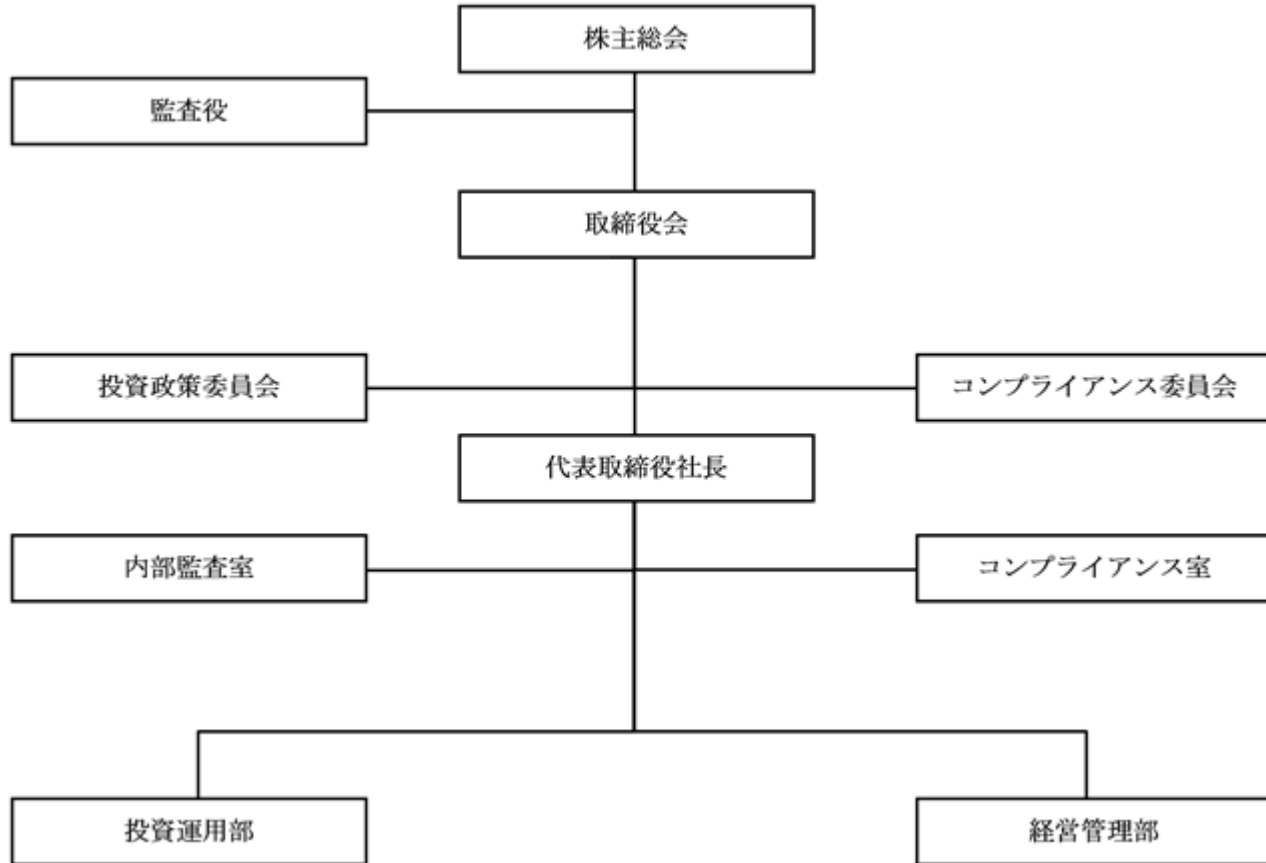 株主総会
監査役
取締役会
投資政策委員会
コンプライアンス委員会
代表取締役社長
内部監査室
コンプライアンス室
投資運用部
経営管理部